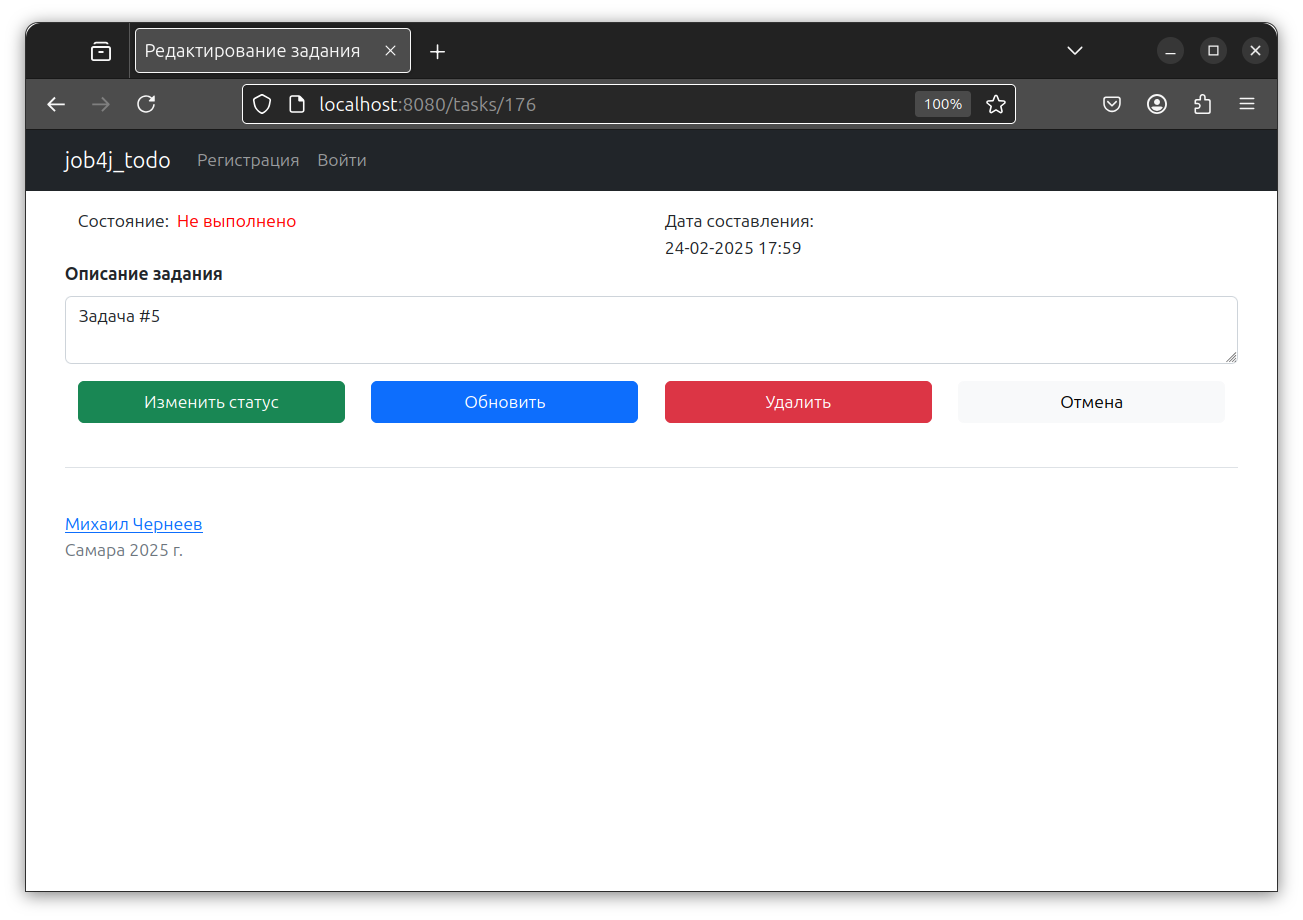 Редактирование задания
localhost:8080/tasks/176
100%
job4j_todo Регистрация Войти
Состояние: Не выполнено
Дата составления:
24-02-2025 17:59
Описание задания
Задача #5
Изменить статус Обновить Удалить Отмена
Михаил Чернеев
Самара 2025 г.